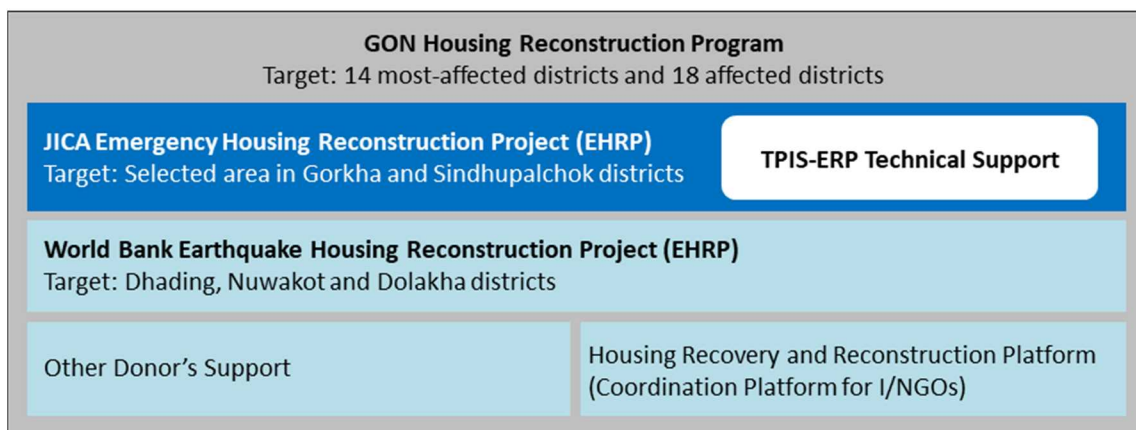 GON Housing Reconstruction Program
Target: 14 most-affected districts and 18 affected districts
JICA Emergency Housing Reconstruction Project (EHRP)
Target: Selected area in Gorkha and Sindhupalchok districts
TPIS-ERP Technical Support
World Bank Earthquake Housing Reconstruction Project (EHRP)
Target: Dhading, Nuwakot and Dolakha districts
Other Donor’s Support
Housing Recovery and Reconstruction Platform
(Coordination Platform for I/NGOs)